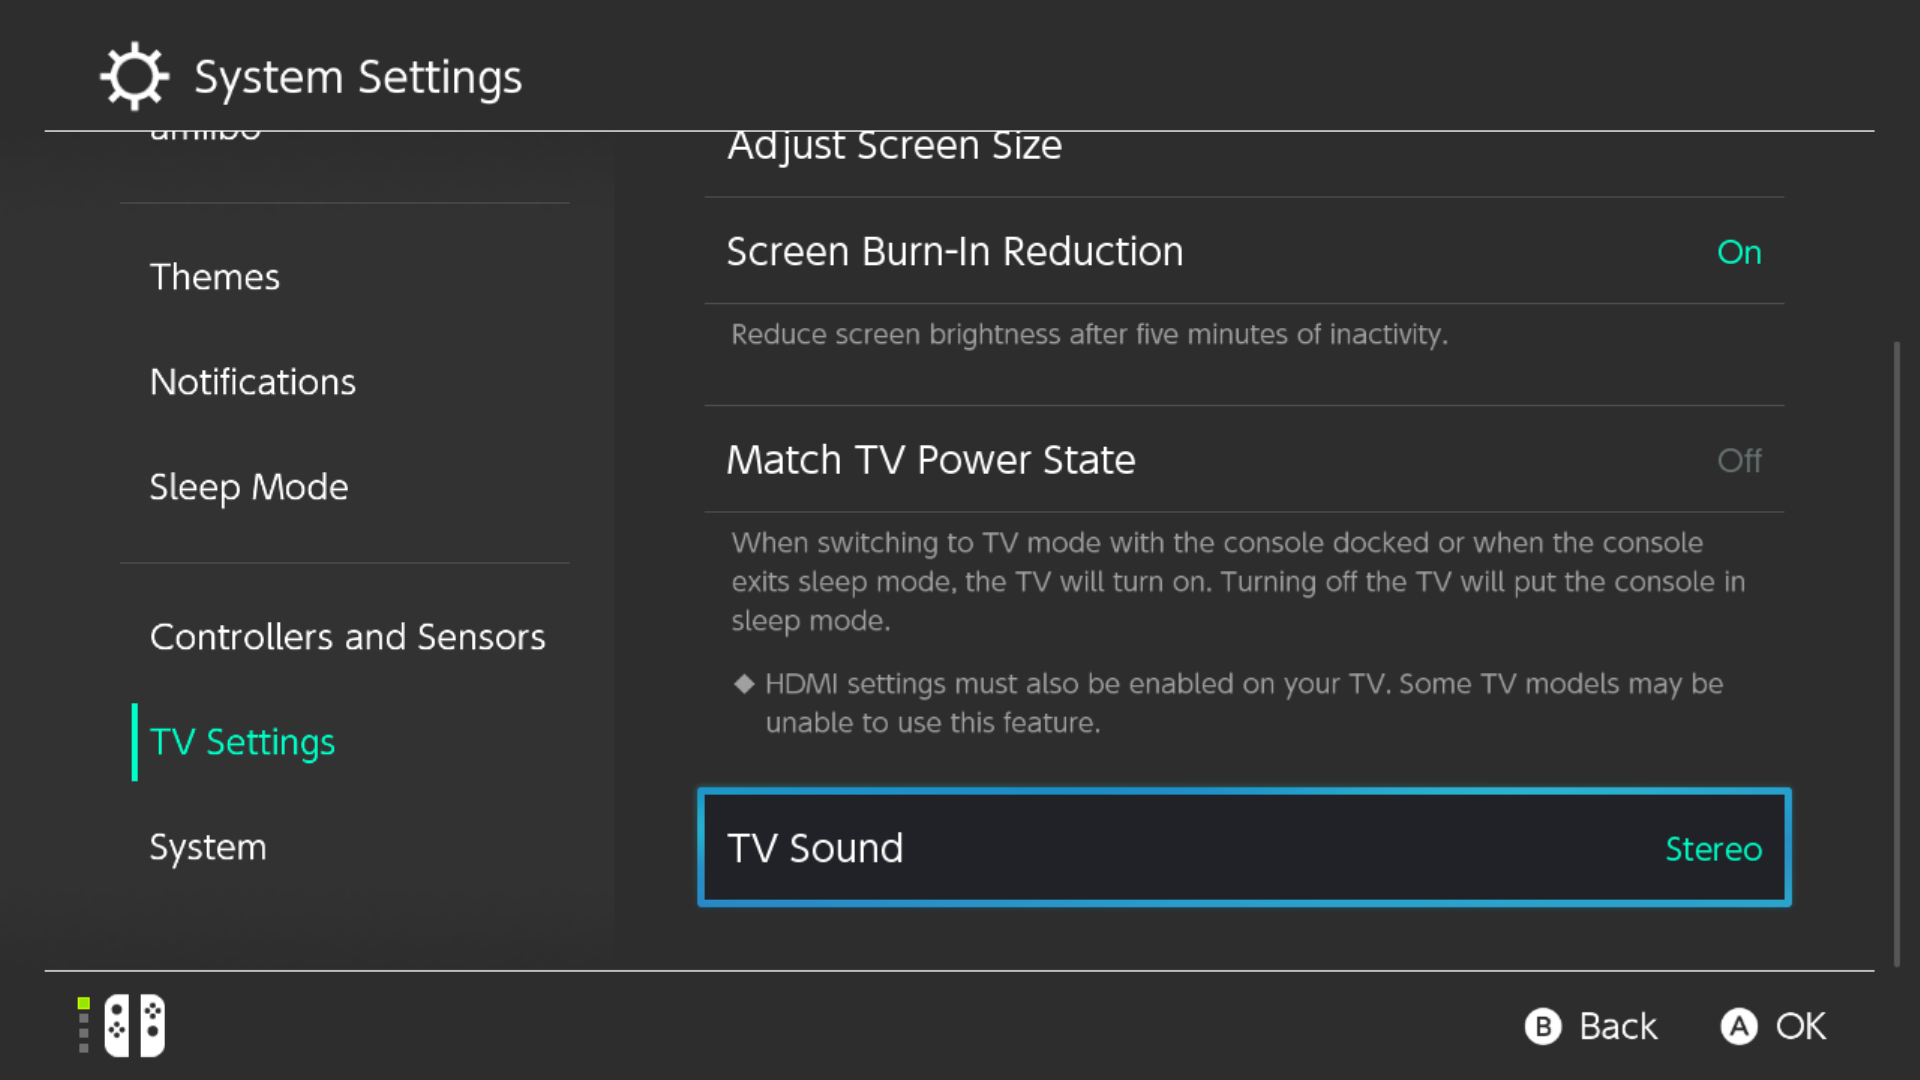 System Settings
amiibo
Themes
Notifications
Sleep Mode
Controllers and Sensors
TV Settings
System
Adjust Screen Size
Screen Burn-In Reduction On
Reduce screen brightness after five minutes of inactivity.
Match TV Power State Off
When switching to TV mode with the console docked or when the console
exits sleep mode, the TV will turn on. Turning off the TV will put the console in
sleep mode.
◆ HDMI settings must also be enabled on your TV. Some TV models may be
unable to use this feature.
TV Sound Stereo
B Back A OK